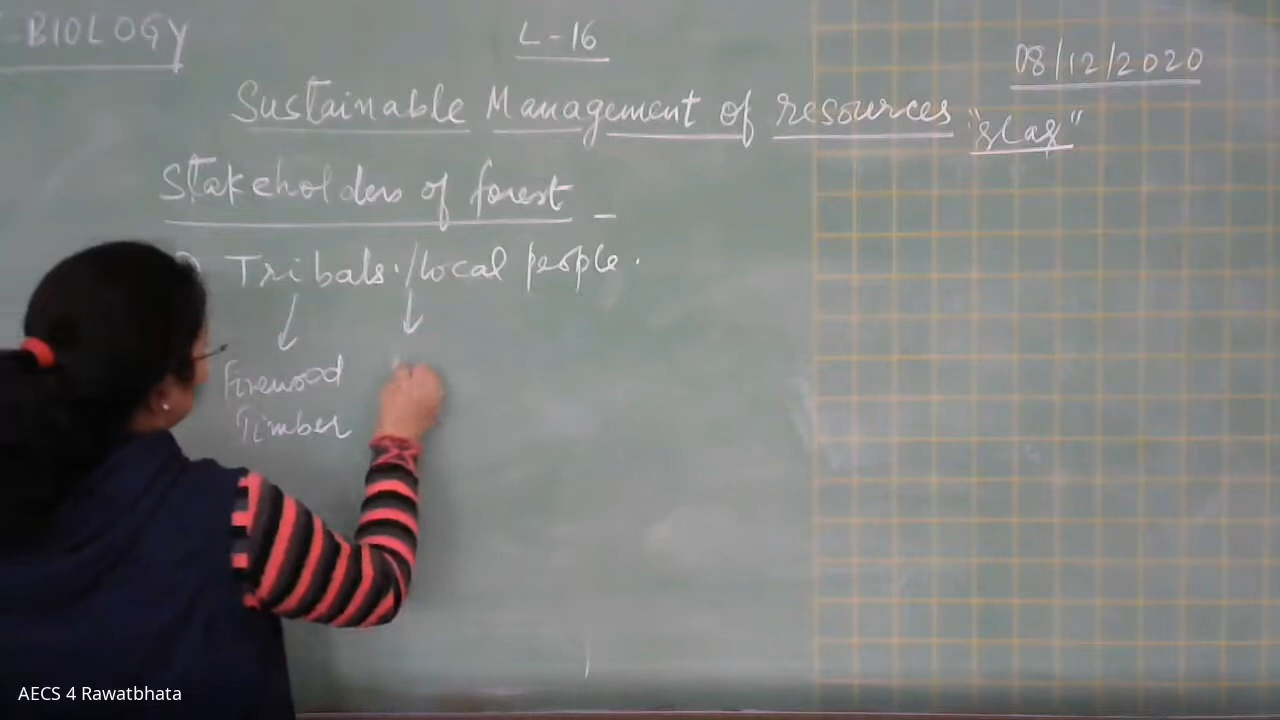 BIOLOGY
L-16
08/12/2020
Sustainable Management of resources
Stakeholders of forest -
Tribals./local people.
Firewood
Timber
AECS 4 Rawatbhata